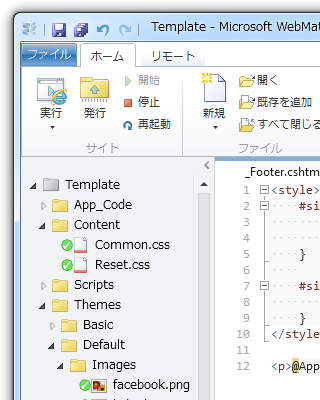 Template - Microsoft WebMa
ファイル ホーム リモート
実行 発行 開始 停止 再起動
サイト
新規 開く 既存を追加 すべて閉じる
ファイル
Template
App_Code
Content
Common.css
Reset.css
Scripts
Themes
Basic
Default
Images
facebook.png
_Footer.cshtm
1 <style>
2 #si
3
4
5 }
6
7 #si
8
9 }
10 </style
11
12 <p>@App